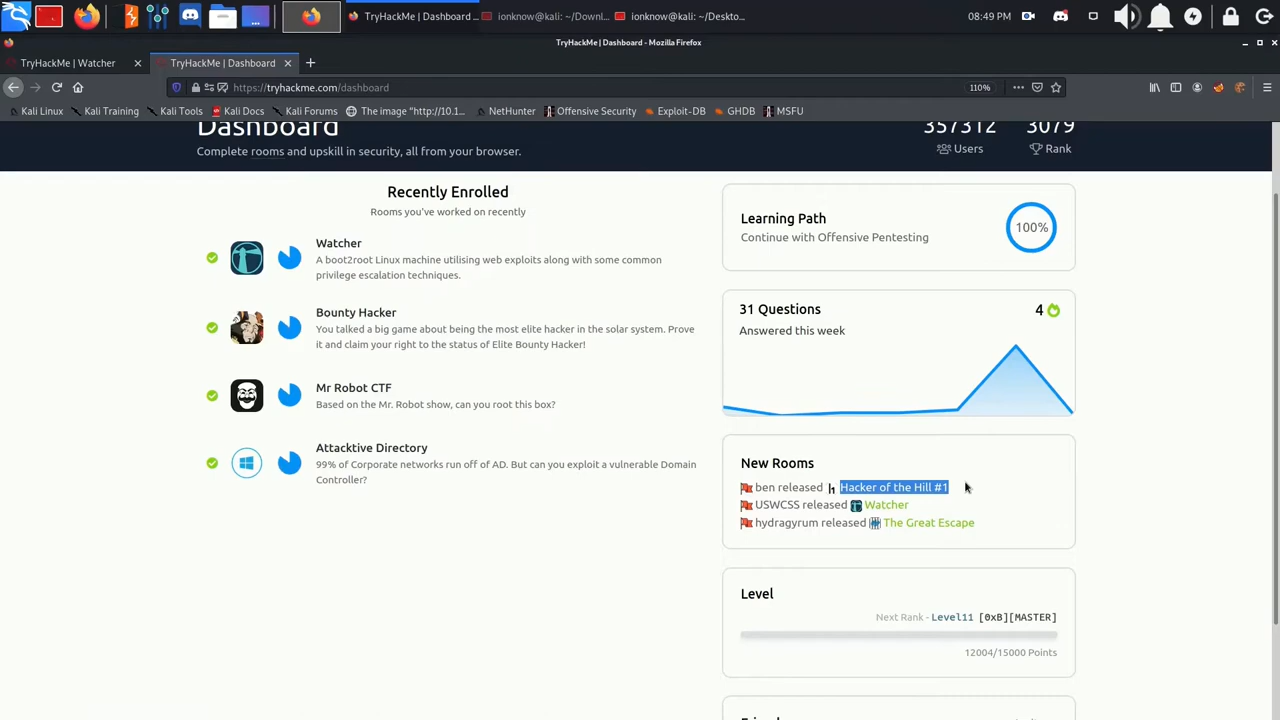 TryHackMe | Dashboard ...
ionknow@kali: ~/Downl...
ionknow@kali: ~/Deskto...
08:49 PM
TryHackMe | Dashboard - Mozilla Firefox
TryHackMe | Watcher
TryHackMe | Dashboard
https://tryhackme.com/dashboard
110%
Kali Linux
Kali Training
Kali Tools
Kali Docs
Kali Forums
The image "http://10.1...
NetHunter
Offensive Security
Exploit-DB
GHDB
MSFU
Dashboard
Complete rooms and upskill in security, all from your browser.
357312
Users
3079
Rank
Recently Enrolled
Rooms you've worked on recently
Watcher
A boot2root Linux machine utilising web exploits along with some common
privilege escalation techniques.
Bounty Hacker
You talked a big game about being the most elite hacker in the solar system. Prove
it and claim your right to the status of Elite Bounty Hacker!
Mr Robot CTF
Based on the Mr. Robot show, can you root this box?
Attacktive Directory
99% of Corporate networks run off of AD. But can you exploit a vulnerable Domain
Controller?
Learning Path
Continue with Offensive Pentesting
100%
31 Questions
4
Answered this week
New Rooms
ben released Hacker of the Hill #1
USWCSS released Watcher
hydragyrum released The Great Escape
Level
Next Rank - Level11 [0xB][MASTER]
12004/15000 Points